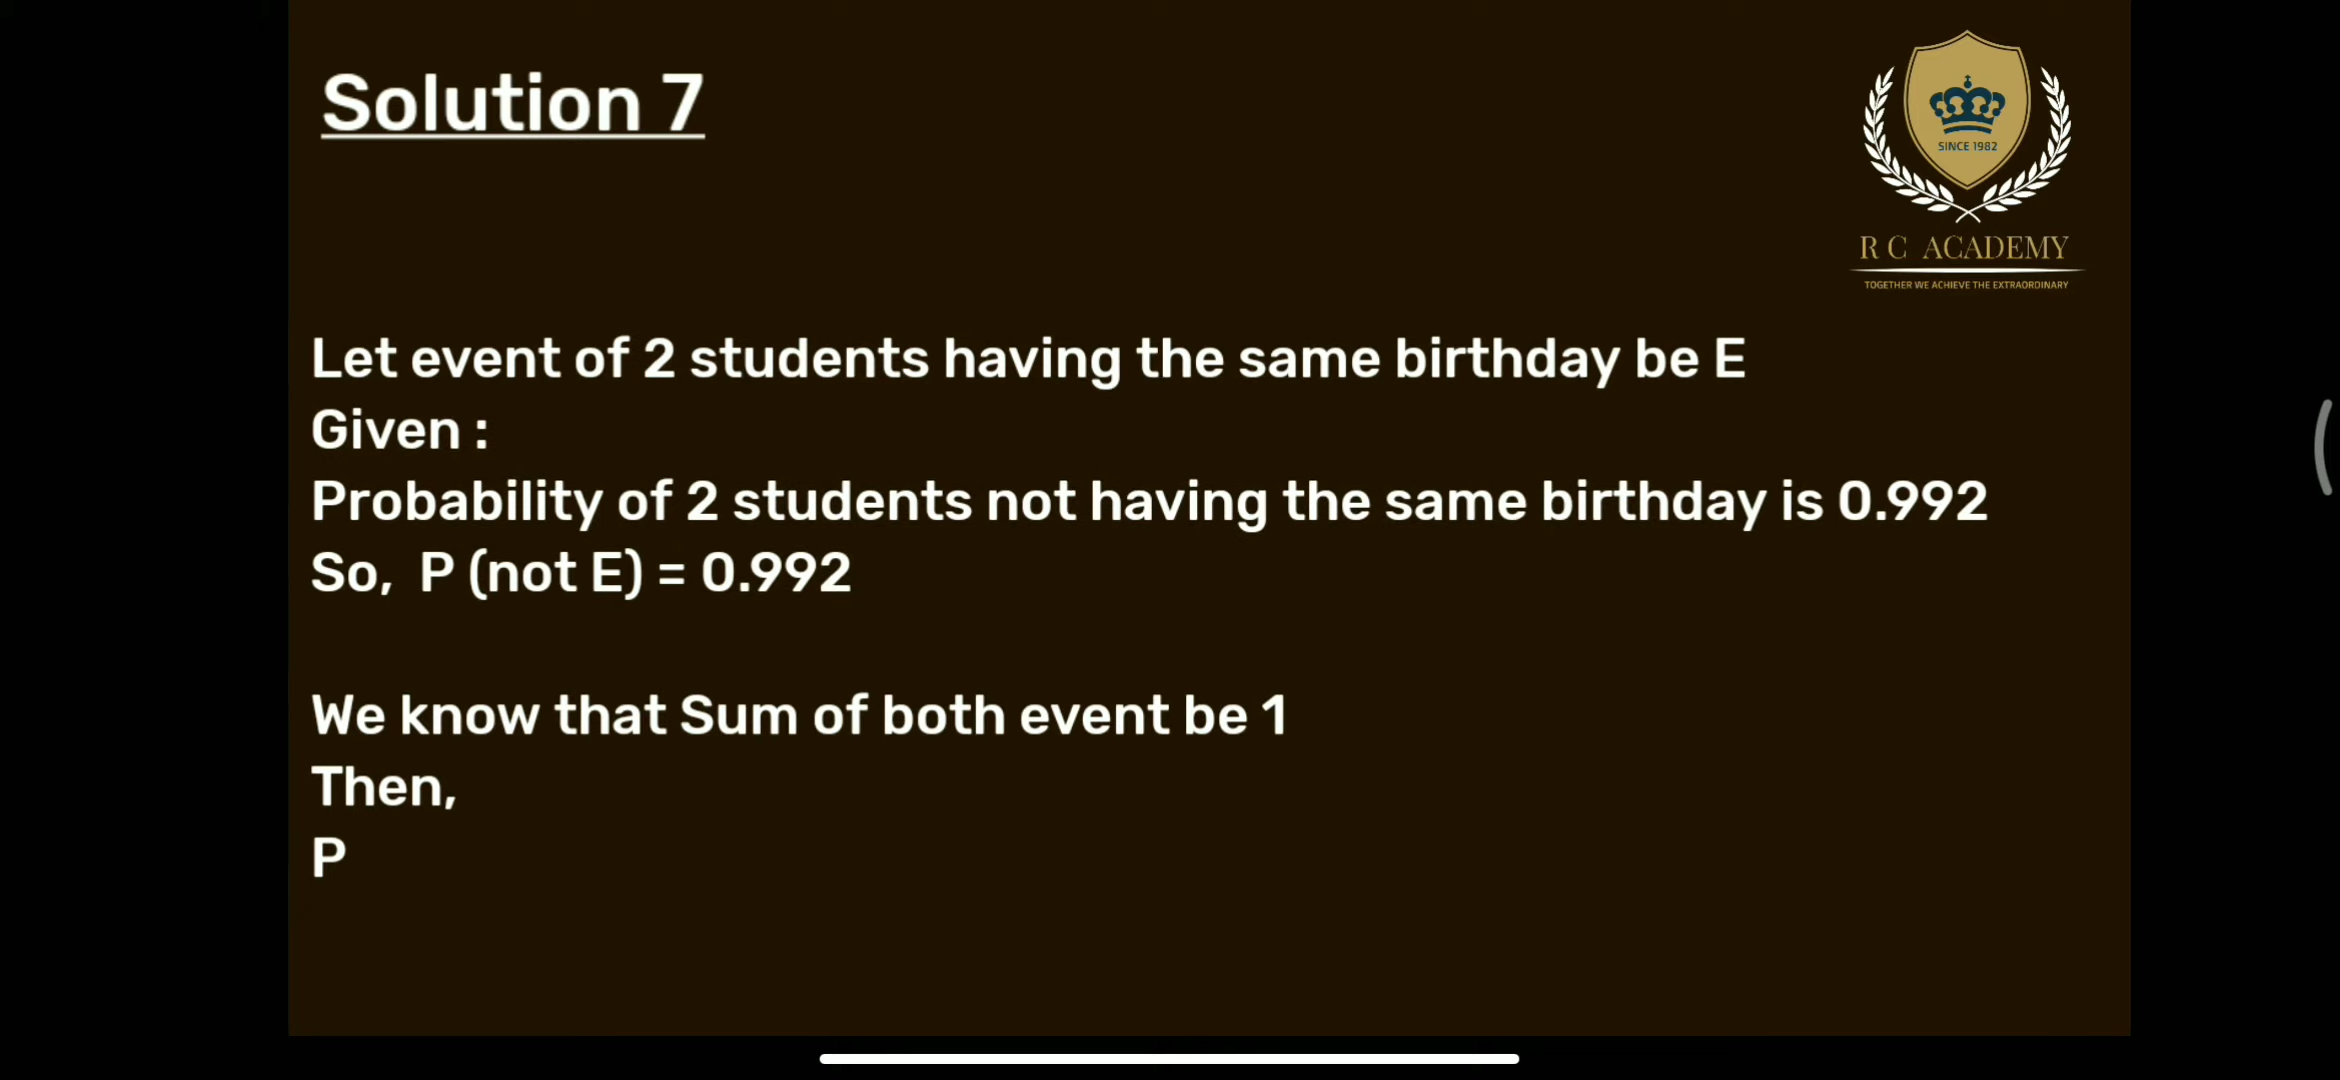 Solution 7
SINCE 1982
R C ACADEMY
TOGETHER WE ACHIEVE THE EXTRAORDINARY
Let event of 2 students having the same birthday be E
Given :
Probability of 2 students not having the same birthday is 0.992
So, P (not E) = 0.992
We know that Sum of both event be 1
Then,
P